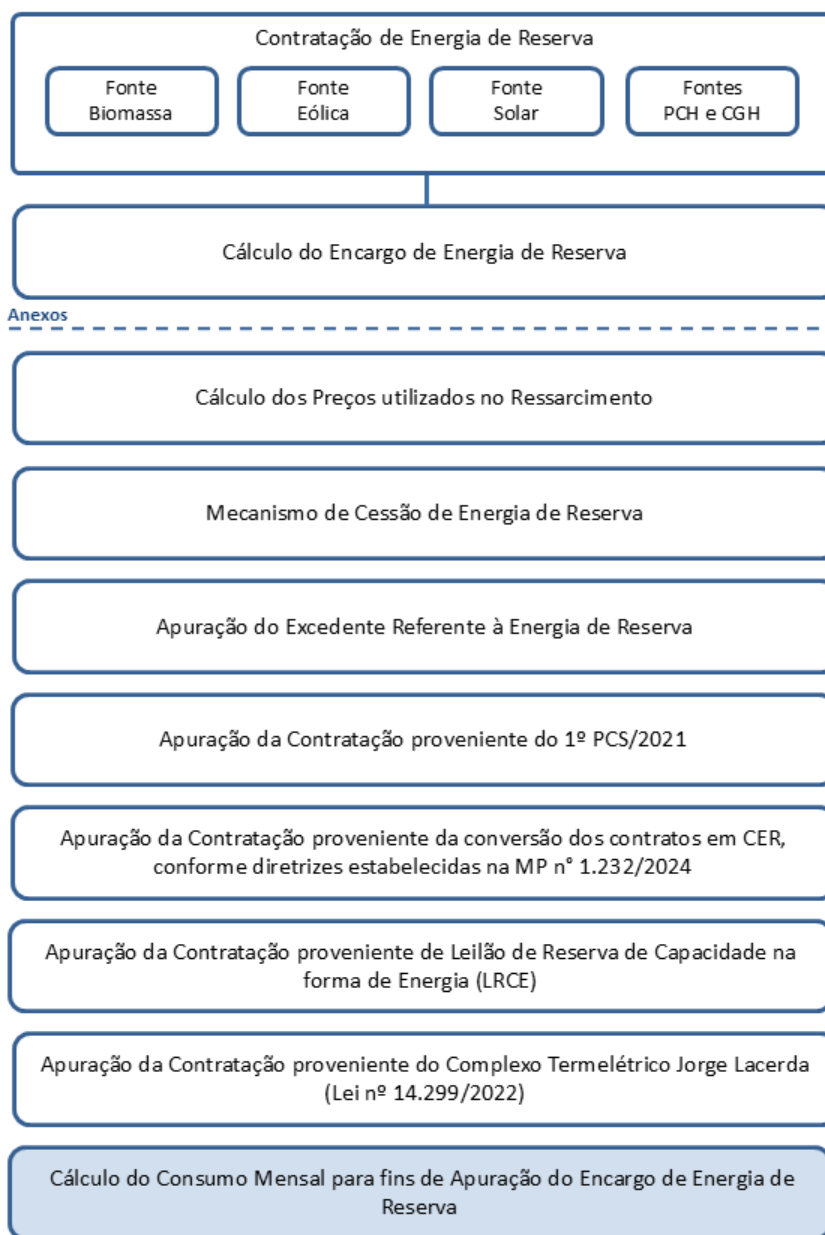 Contratação de Energia de Reserva
Fonte
Biomassa
Fonte
Eólica
Fonte
Solar
Fontes
PCH e CGH
Cálculo do Encargo de Energia de Reserva
Anexos
Cálculo dos Preços utilizados no Ressarcimento
Mecanismo de Cessão de Energia de Reserva
Apuração do Excedente Referente à Energia de Reserva
Apuração da Contratação proveniente do 1º PCS/2021
Apuração da Contratação proveniente da conversão dos contratos em CER,
conforme diretrizes estabelecidas na MP n° 1.232/2024
Apuração da Contratação proveniente de Leilão de Reserva de Capacidade na
forma de Energia (LRCE)
Apuração da Contratação proveniente do Complexo Termelétrico Jorge Lacerda
(Lei nº 14.299/2022)
Cálculo do Consumo Mensal para fins de Apuração do Encargo de Energia de
Reserva